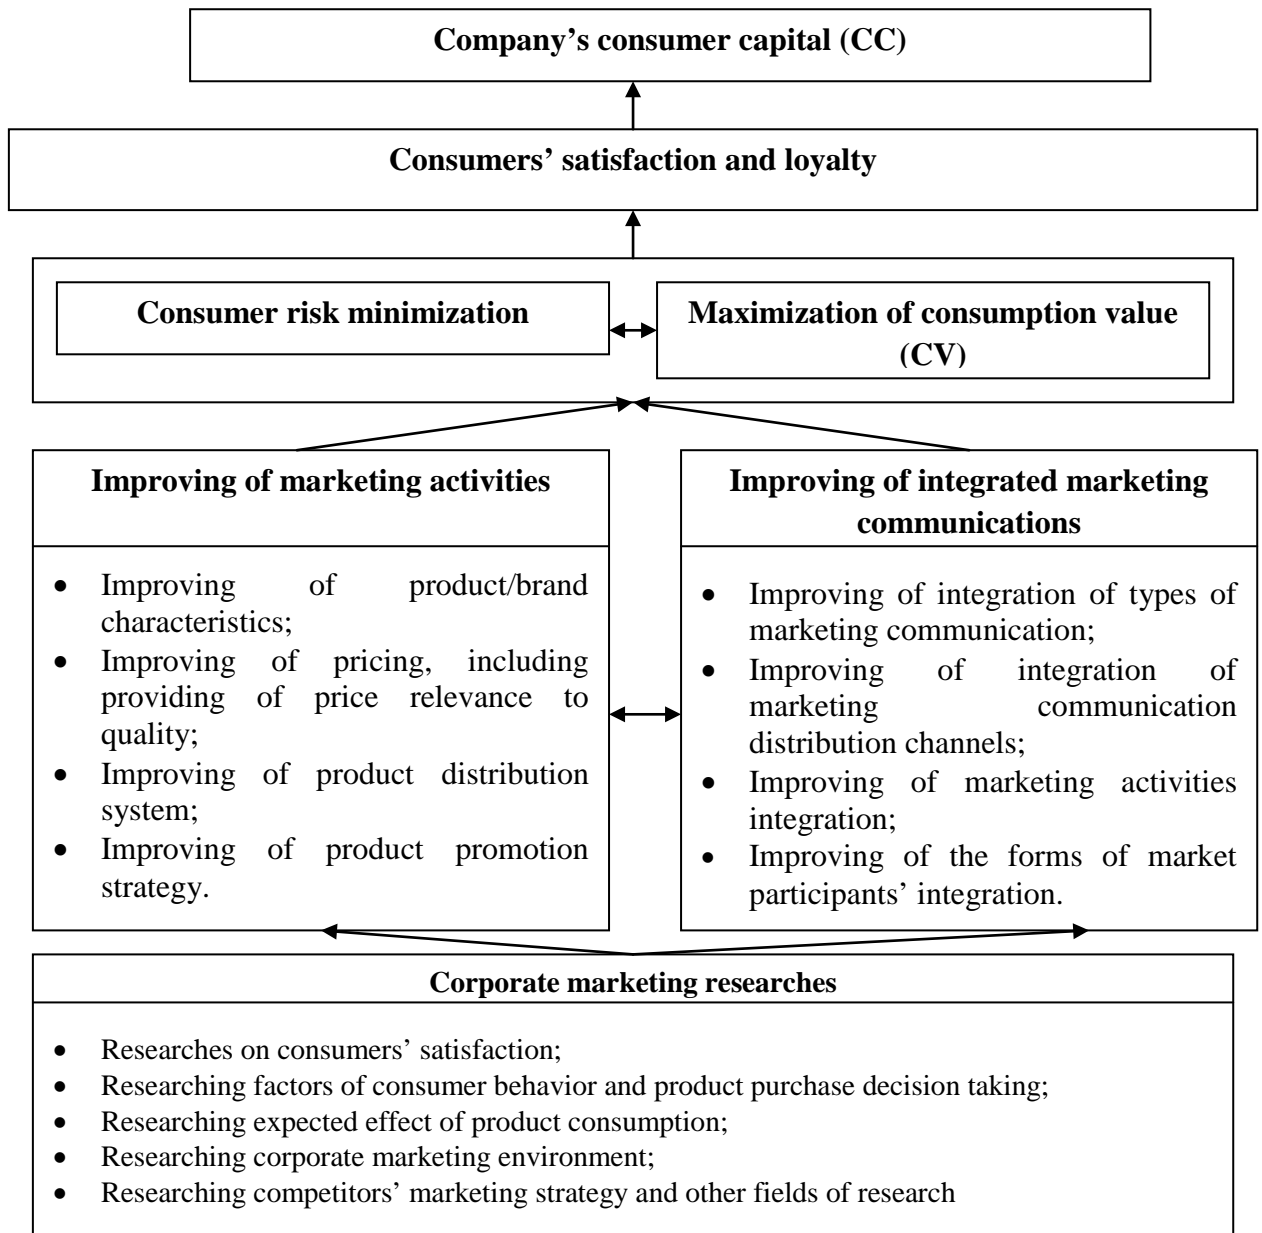 Company’s consumer capital (CC)
Consumers’ satisfaction and loyalty
Consumer risk minimization
Maximization of consumption value
(CV)
Improving of marketing activities
• Improving of product/brand
characteristics;
• Improving of pricing, including
providing of price relevance to
quality;
• Improving of product distribution
system;
• Improving of product promotion
strategy.
Improving of integrated marketing
communications
• Improving of integration of types of
marketing communication;
• Improving of integration of
marketing communication
distribution channels;
• Improving of marketing activities
integration;
• Improving of the forms of market
participants’ integration.
Corporate marketing researches
• Researches on consumers’ satisfaction;
• Researching factors of consumer behavior and product purchase decision taking;
• Researching expected effect of product consumption;
• Researching corporate marketing environment;
• Researching competitors’ marketing strategy and other fields of research